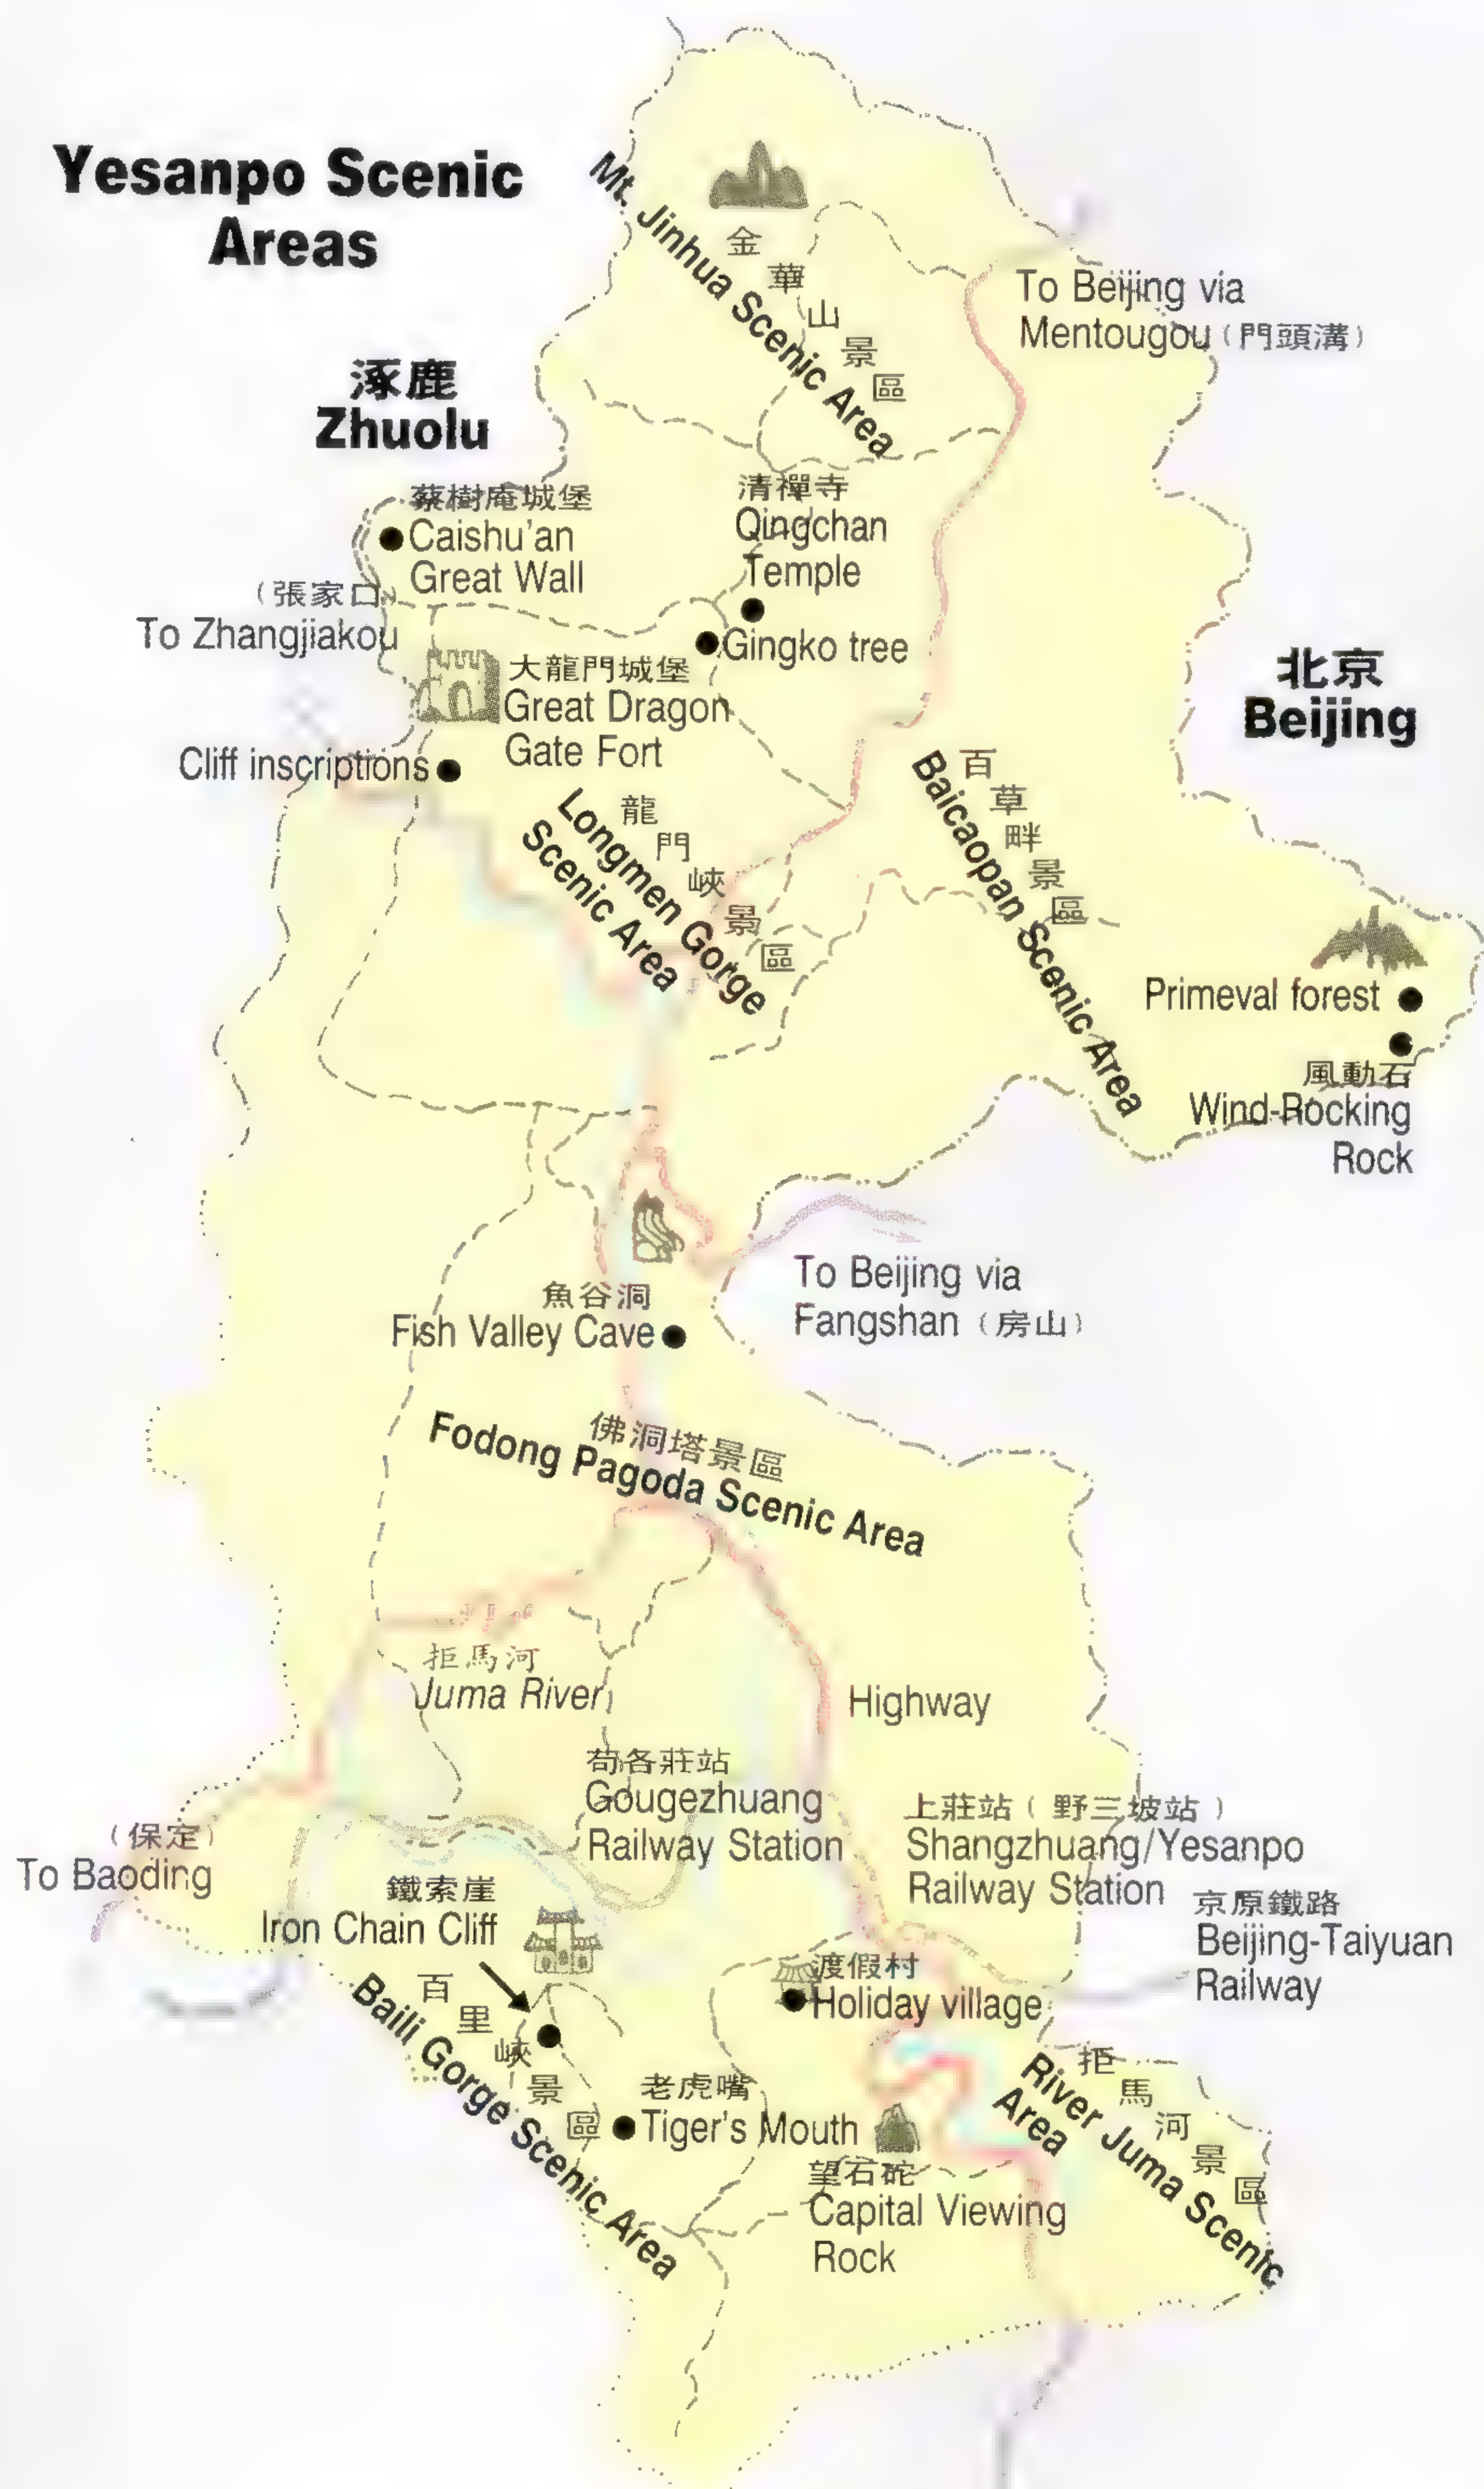 Yesanpo Scenic
Areas
金華山景區
Mt. Jinhua Scenic Area
To Beijing via
Mentougou（門頭溝）
涿鹿
Zhuolu
蔡樹庵城堡
Caishu'an
Great Wall
清禪寺
Qingchan
Temple
（張家口）
To Zhangjiakou
Gingko tree
大龍門城堡
Great Dragon
Gate Fort
北京
Beijing
Cliff inscriptions
龍門峽景區
Longmen Gorge
Scenic Area
百草畔景區
Baicaopan Scenic Area
Primeval forest
風動石
Wind-Rocking
Rock
To Beijing via
Fangshan（房山）
魚谷洞
Fish Valley Cave
佛洞塔景區
Fodong Pagoda Scenic Area
拒馬河
Juma River
Highway
苟各莊站
Gougezhuang
Railway Station
上莊站（野三坡站）
Shangzhuang/Yesanpo
Railway Station
（保定）
To Baoding
鐵索崖
Iron Chain Cliff
京原鐵路
Beijing-Taiyuan
Railway
渡假村
Holiday village
百里峽景區
Baili Gorge Scenic Area
拒馬河景區
River Juma Scenic
Area
老虎嘴
Tiger's Mouth
望石砣
Capital Viewing
Rock